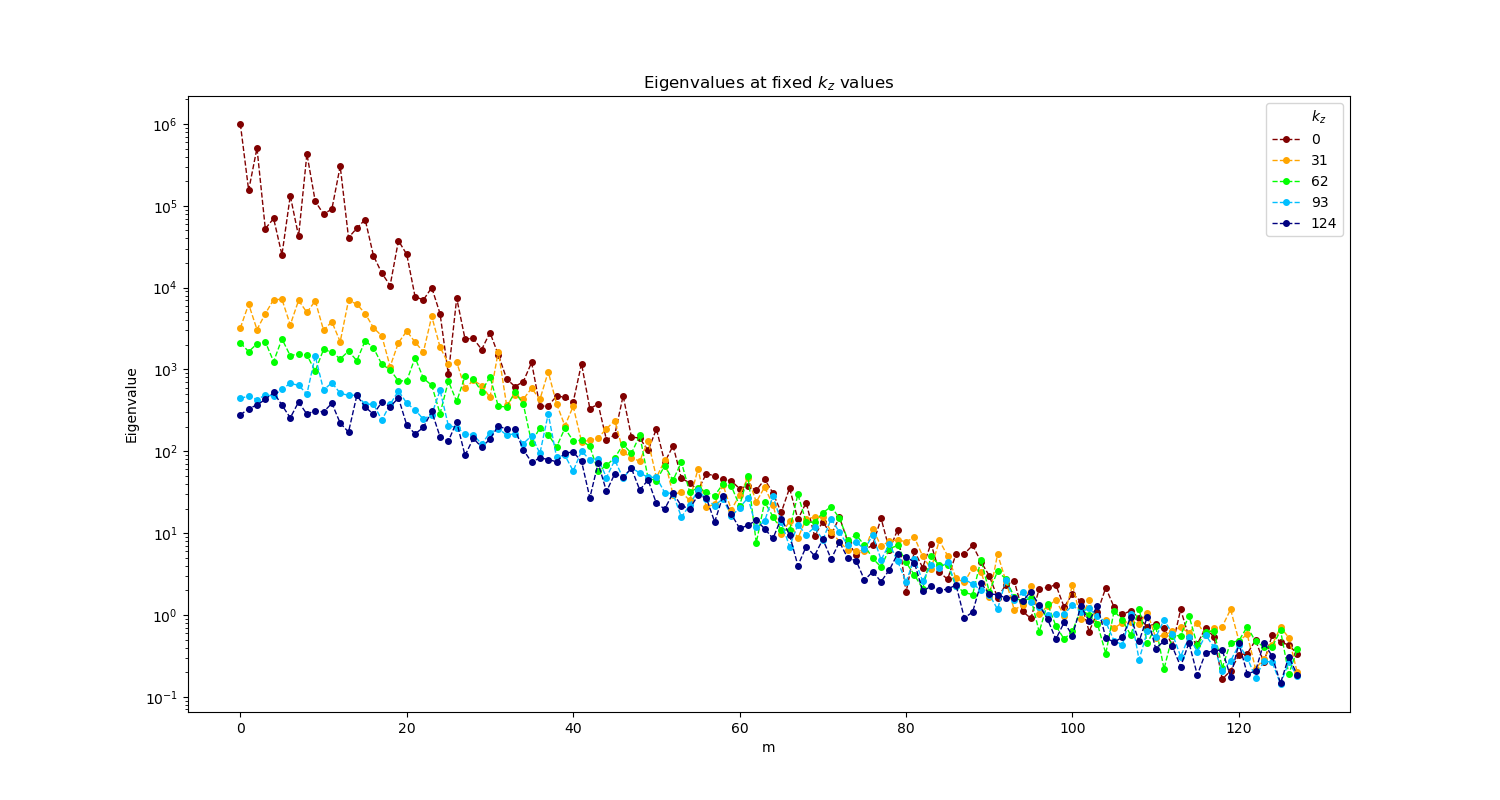 Eigenvalues at fixed $k_z$ values
$k_z$
0
31
62
93
124
Eigenvalue
$10^6$
$10^5$
$10^4$
$10^3$
$10^2$
$10^1$
$10^0$
$10^{-1}$
0 20 40 60 80 100 120
m